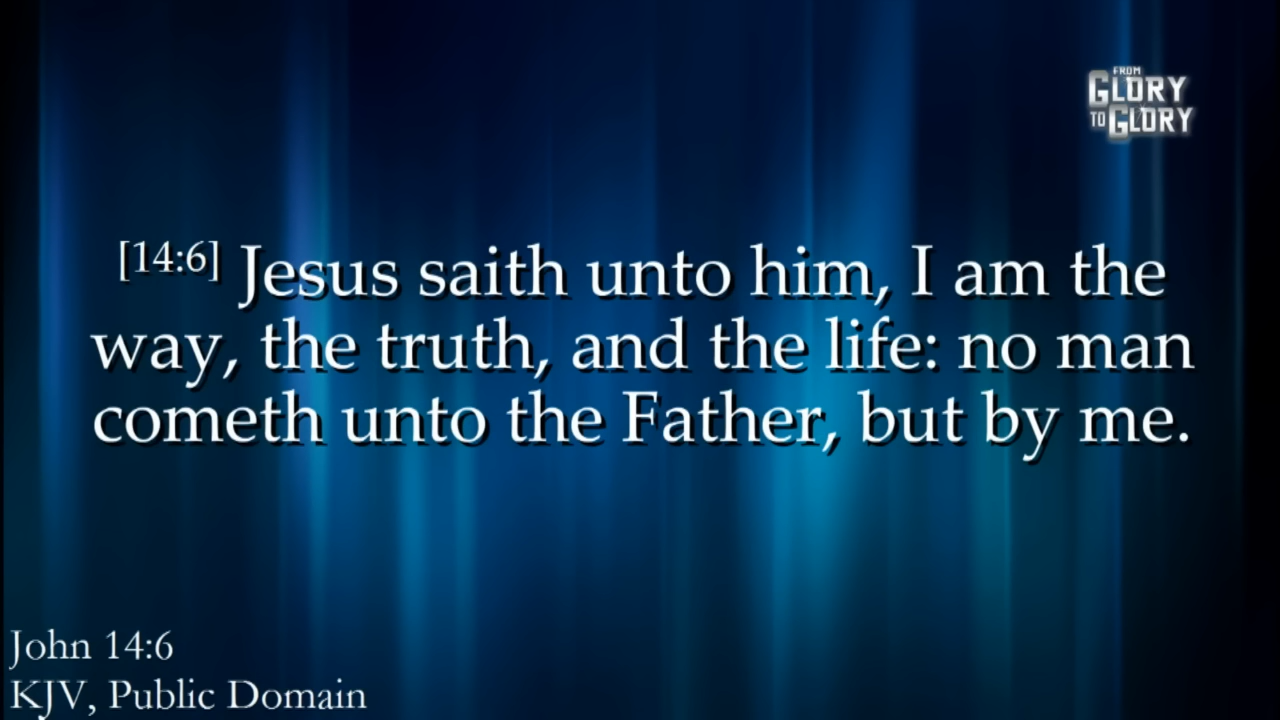 FROM
GLORY
TO GLORY
[14:6] Jesus saith unto him, I am the
way, the truth, and the life: no man
cometh unto the Father, but by me.
John 14:6
KJV, Public Domain